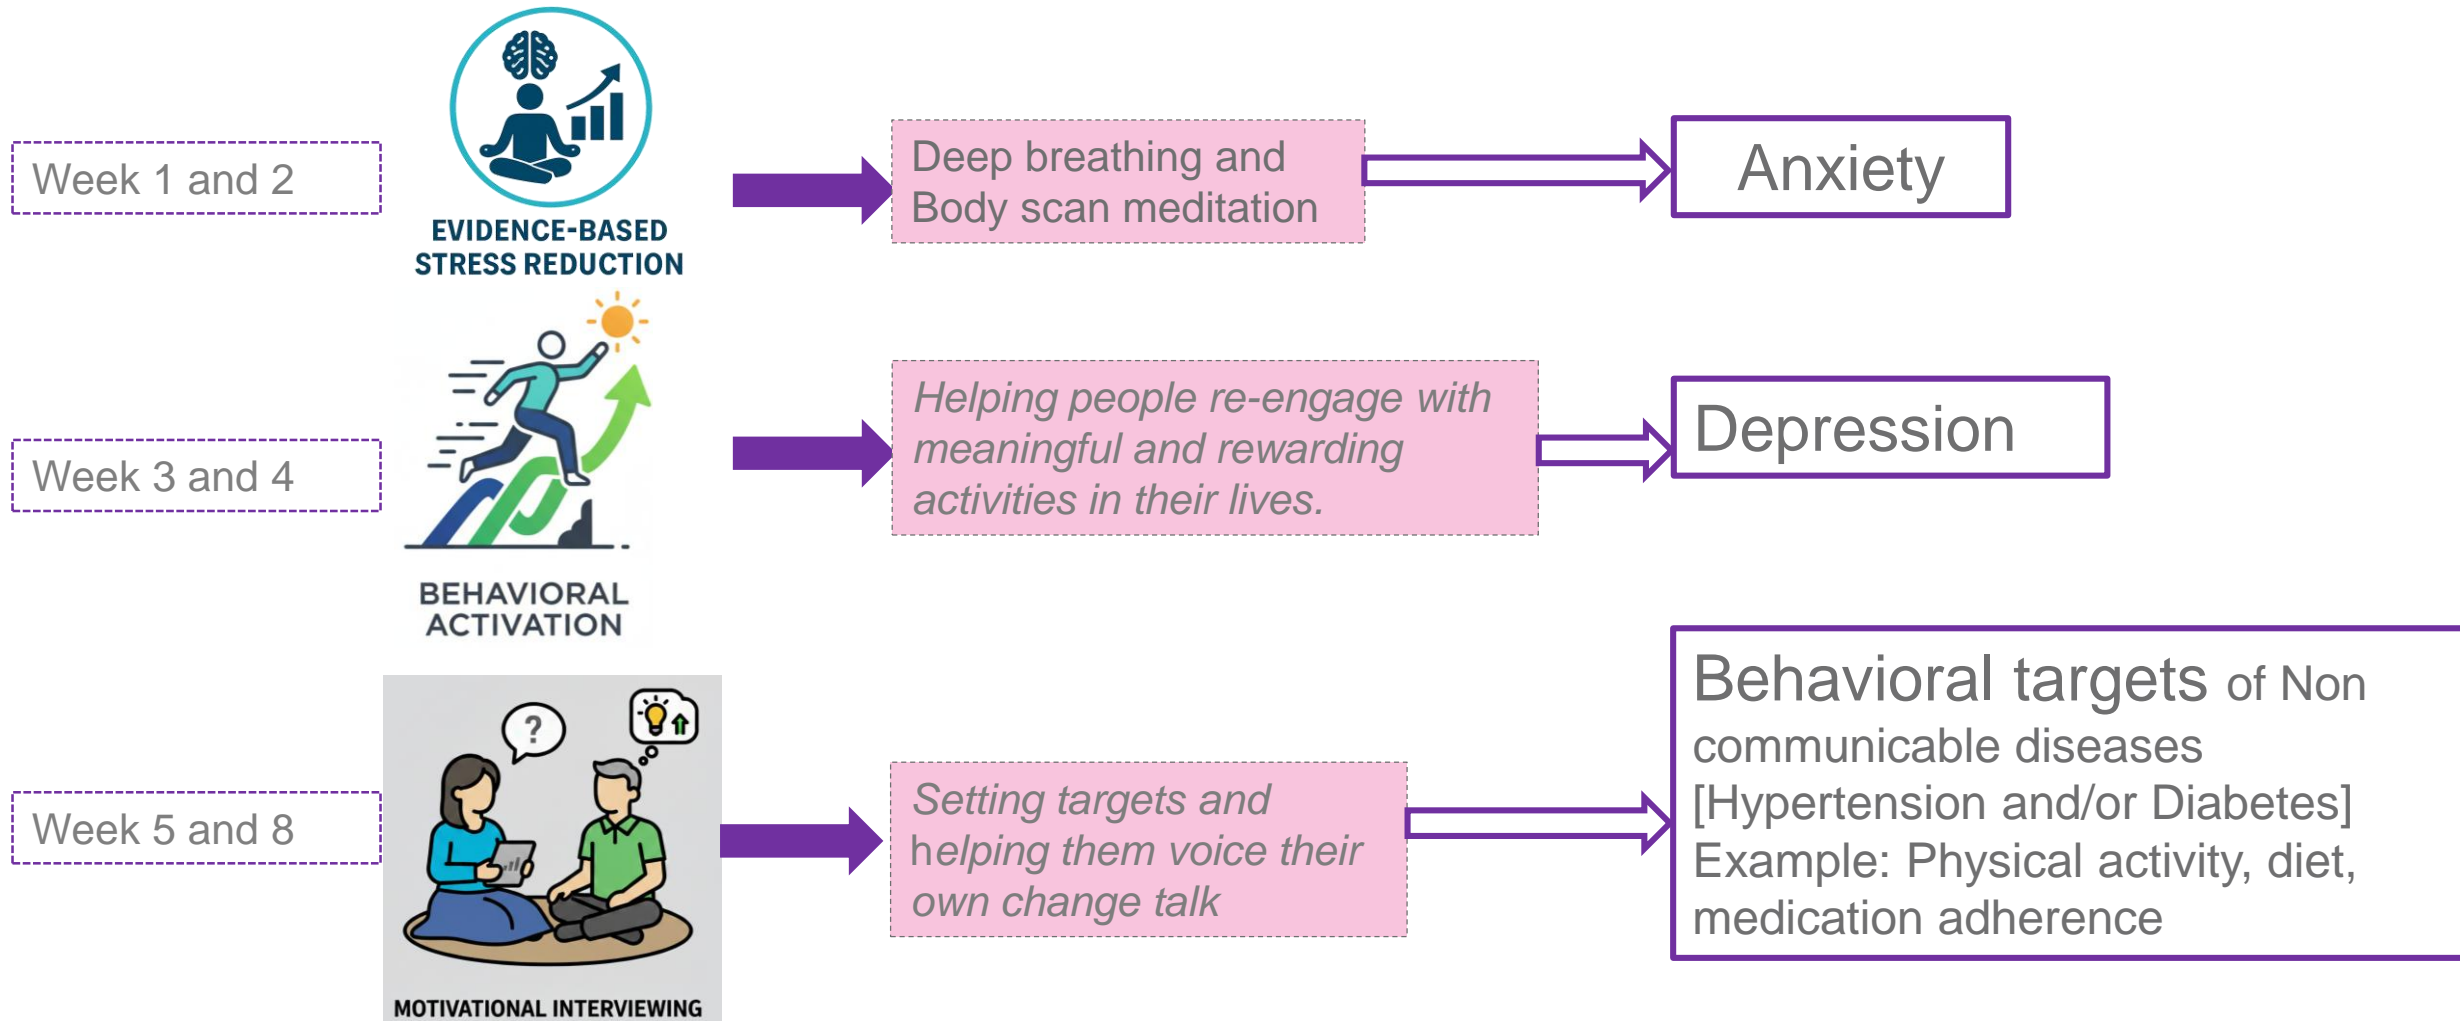 Week 1 and 2
EVIDENCE-BASED
STRESS REDUCTION
Deep breathing and
Body scan meditation
Anxiety
Week 3 and 4
BEHAVIORAL
ACTIVATION
Helping people re-engage with
meaningful and rewarding
activities in their lives.
Depression
Week 5 and 8
?
MOTIVATIONAL INTERVIEWING
Setting targets and
helping them voice their
own change talk
Behavioral targets of Non
communicable diseases
[Hypertension and/or Diabetes]
Example: Physical activity, diet,
medication adherence